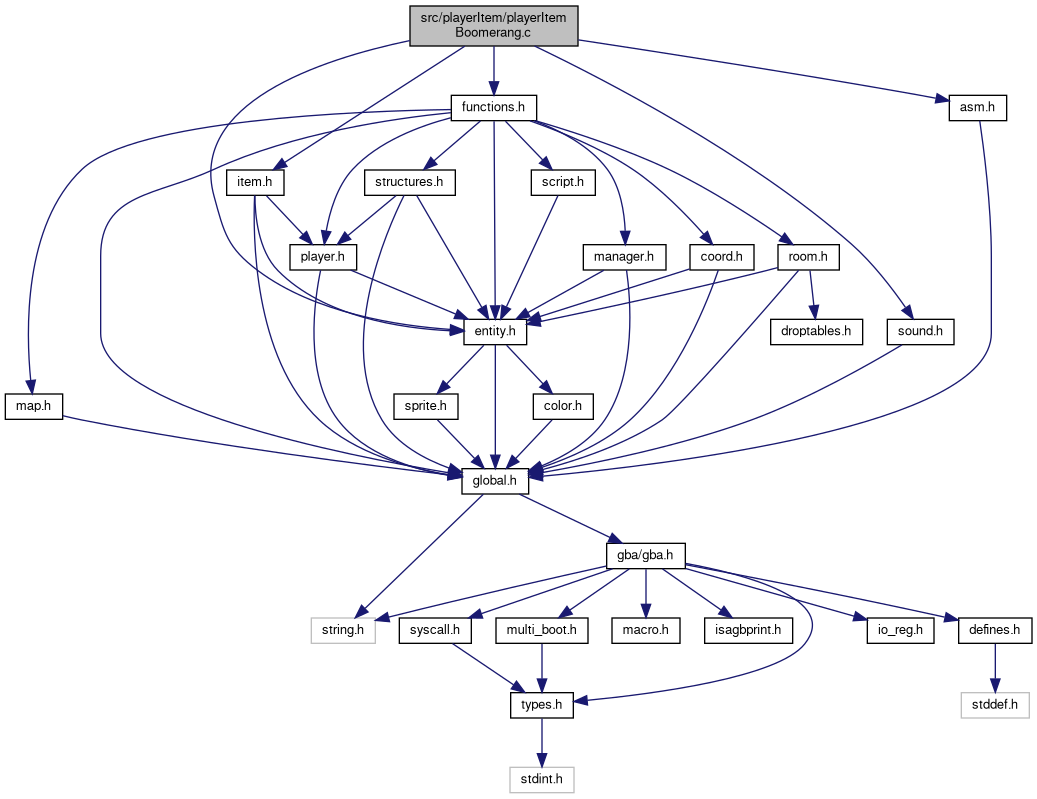 src/playerItem/playerItem
Boomerang.c
functions.h
asm.h
item.h
structures.h
script.h
player.h
manager.h
coord.h
room.h
entity.h
droptables.h
sound.h
map.h
sprite.h
color.h
global.h
gba/gba.h
string.h
syscall.h
multi_boot.h
macro.h
isagbprint.h
io_reg.h
defines.h
types.h
stddef.h
stdint.h